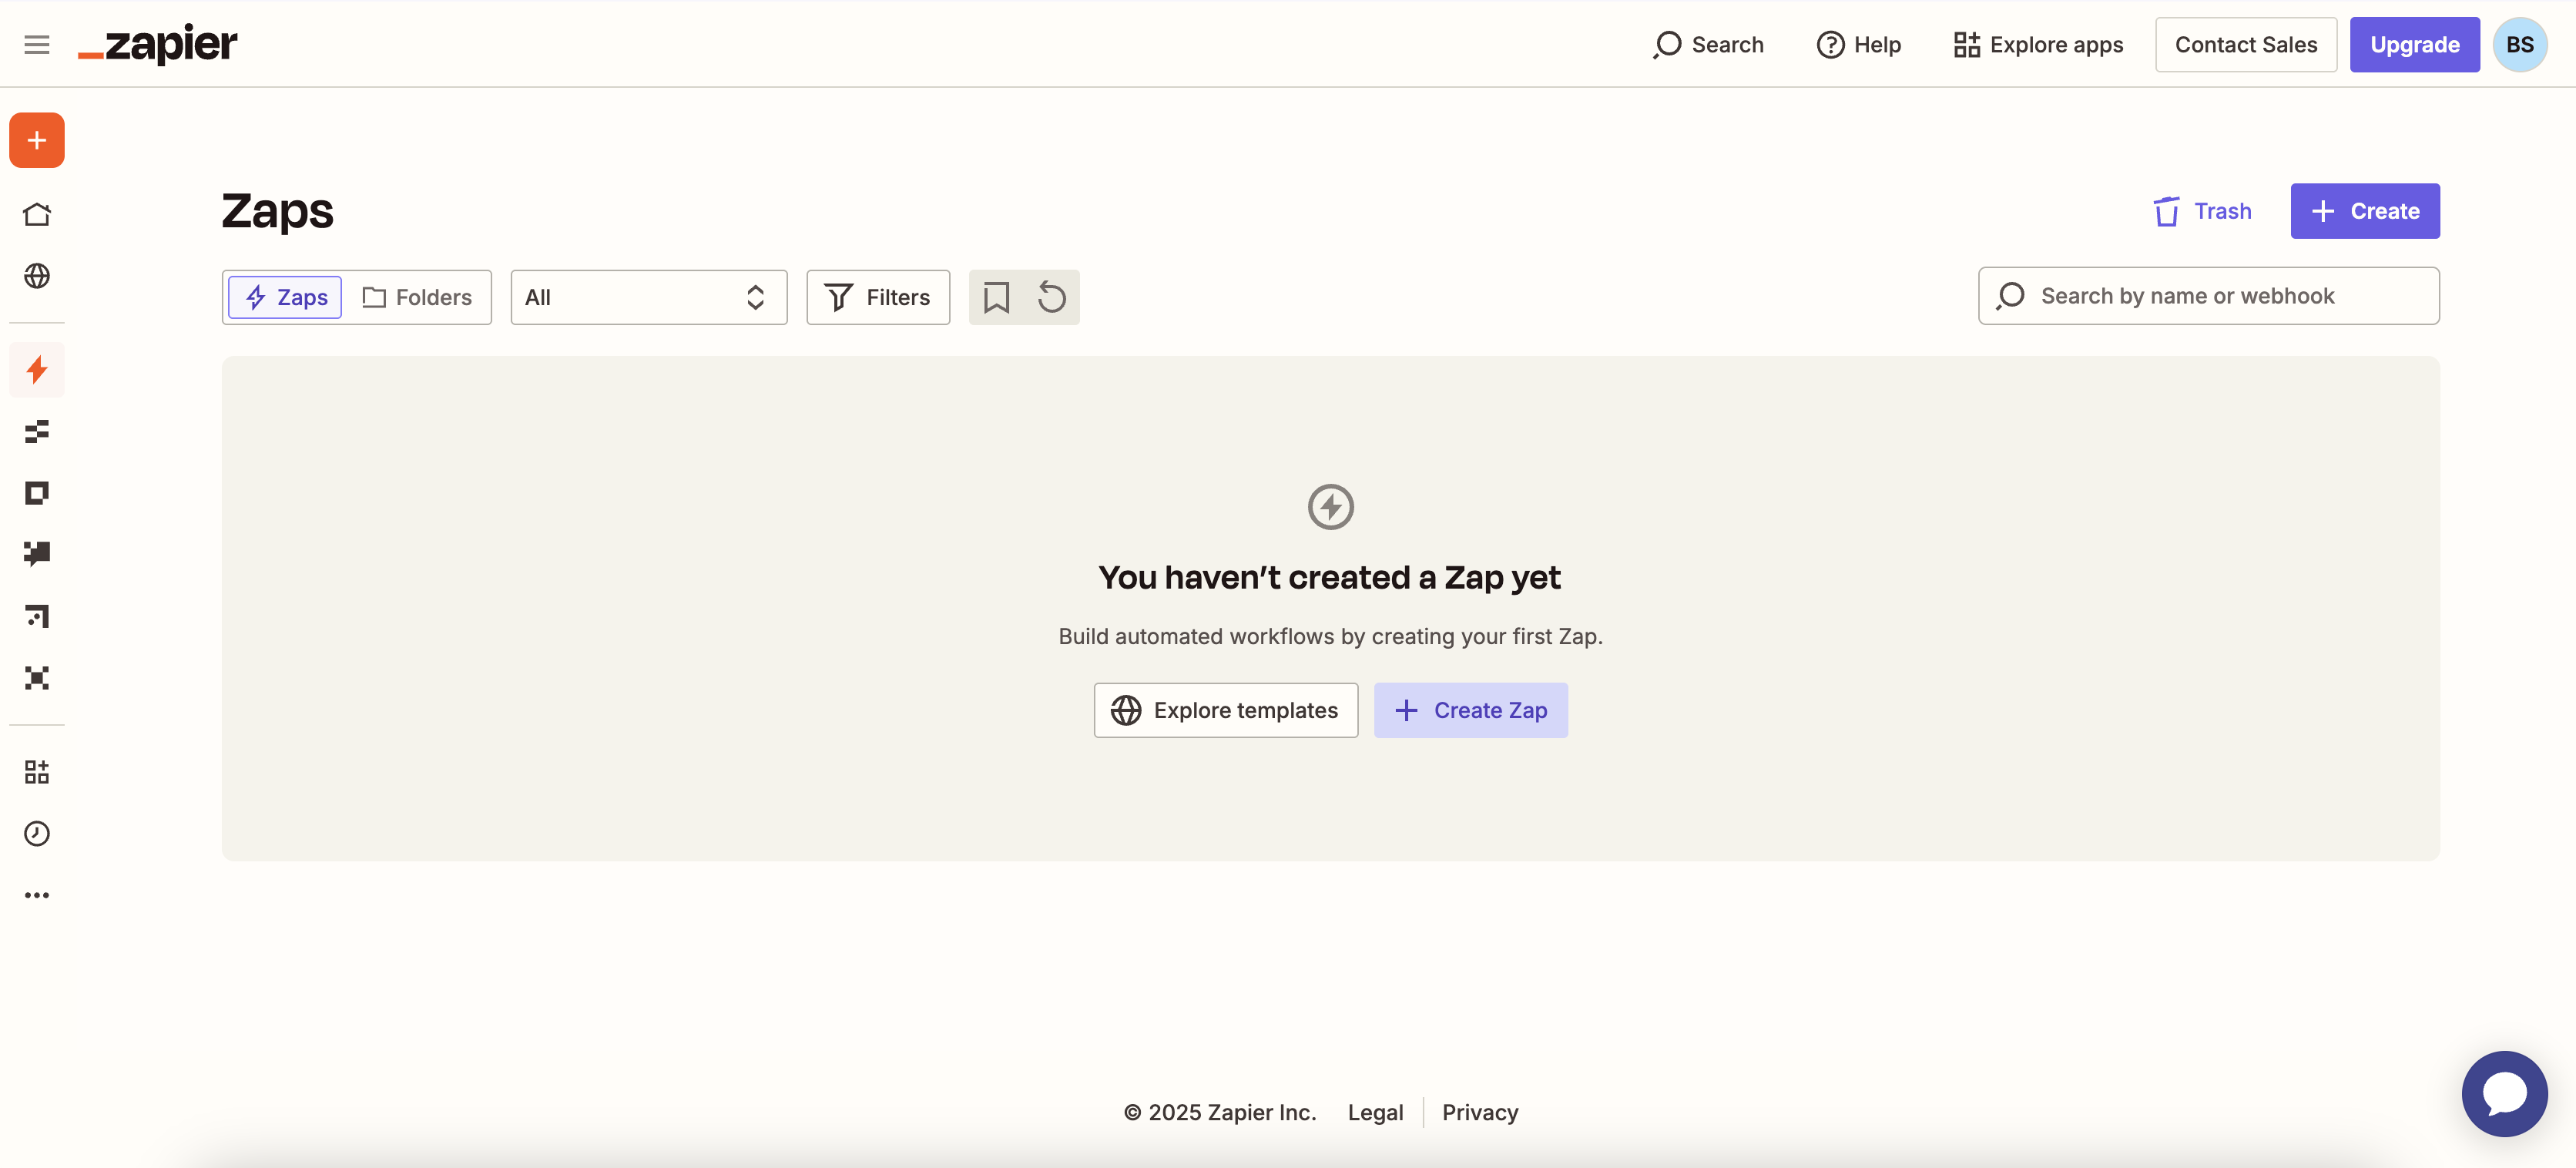 zapier
Search
Help
Explore apps
Contact Sales
Upgrade
BS
Zaps
Trash
Create
Zaps
Folders
All
Filters
Search by name or webhook
You haven’t created a Zap yet
Build automated workflows by creating your first Zap.
Explore templates
Create Zap
© 2025 Zapier Inc.
Legal
Privacy